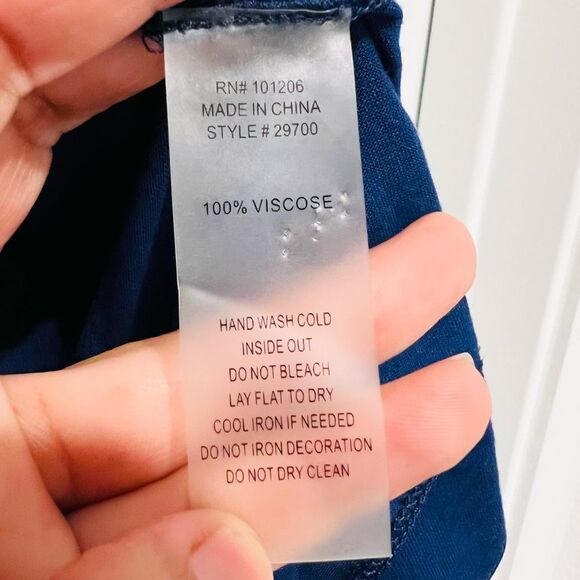 RN# 101206
MADE IN CHINA
STYLE # 29700
100% VISCOSE
HAND WASH COLD
INSIDE OUT
DO NOT BLEACH
LAY FLAT TO DRY
COOL IRON IF NEEDED
DO NOT IRON DECORATION
DO NOT DRY CLEAN